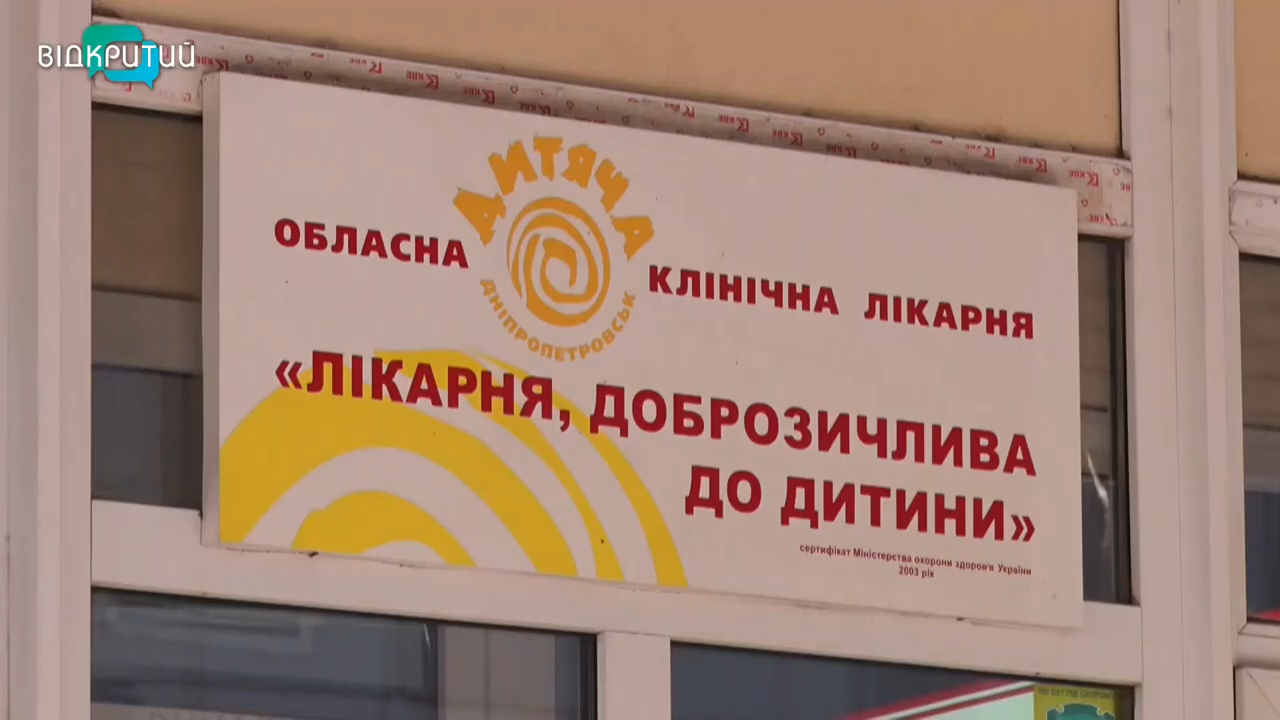 ВІДКРИТИЙ
ОБЛАСНА ДИТЯЧА КЛІНІЧНА ЛІКАРНЯ
ДНІПРОПЕТРОВСЬК
«ЛІКАРНЯ, ДОБРОЗИЧЛИВА
ДО ДИТИНИ»
сертифікат Міністерства охорони здоров'я України
2003 рік